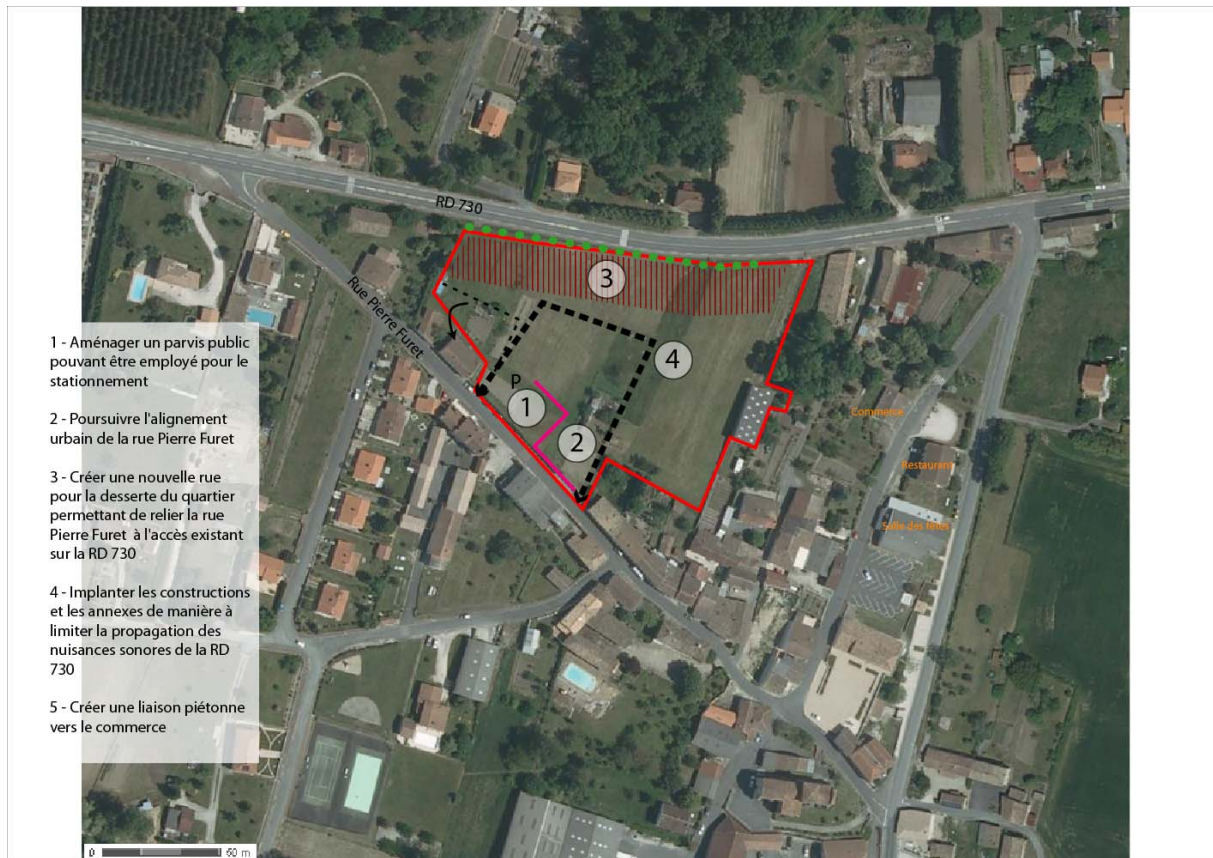 RD 730
3
Rue Pierre Furet
4
P
1
2
Commerce
Restaurant
Salle des fêtes
1 - Aménager un parvis public
pouvant être employé pour le
stationnement
2 - Poursuivre l'alignement
urbain de la rue Pierre Furet
3 - Créer une nouvelle rue
pour la desserte du quartier
permettant de relier la rue
Pierre Furet à l'accès existant
sur la RD 730
4 - Implanter les constructions
et les annexes de manière à
limiter la propagation des
nuisances sonores de la RD
730
5 - Créer une liaison piétonne
vers le commerce
0 60 m